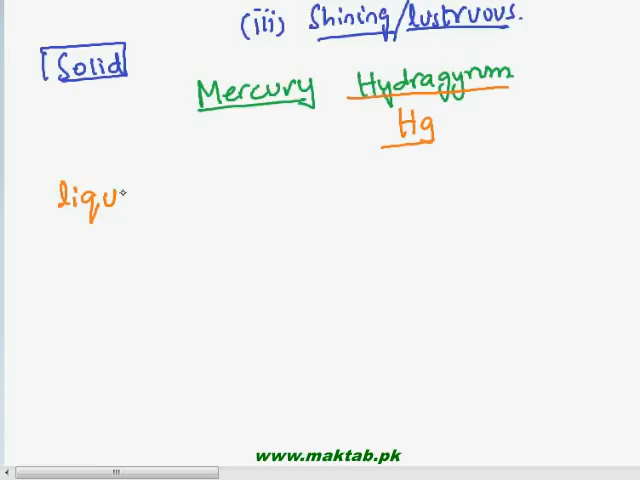 (iii) Shining/lustruous.
Solid
Mercury Hydragyrum
Hg
liqu
www.maktab.pk